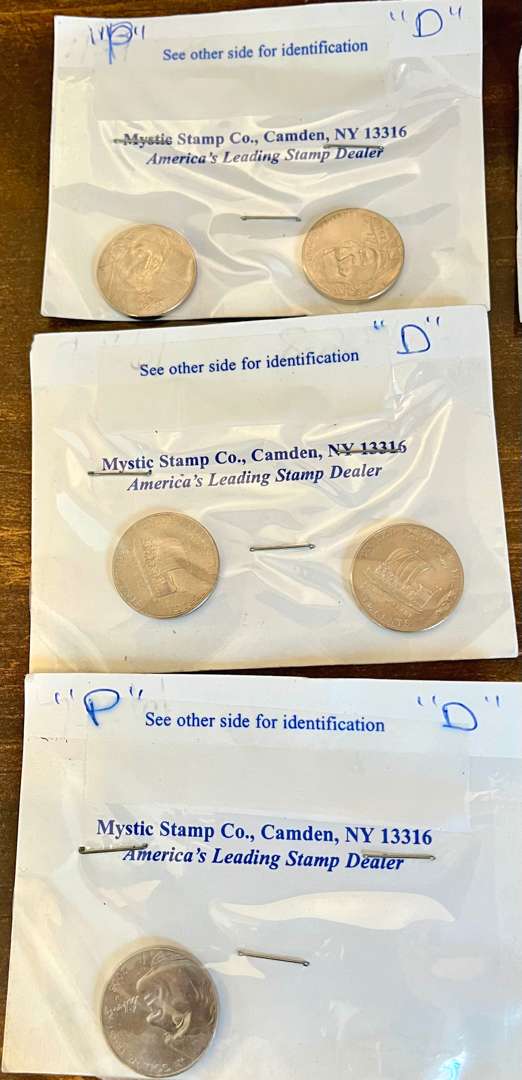 "P"
"D"
See other side for identification
Mystic Stamp Co., Camden, NY 13316
America's Leading Stamp Dealer
"D"
See other side for identification
Mystic Stamp Co., Camden, NY 13316
America's Leading Stamp Dealer
"P"
"D"
See other side for identification
Mystic Stamp Co., Camden, NY 13316
America's Leading Stamp Dealer